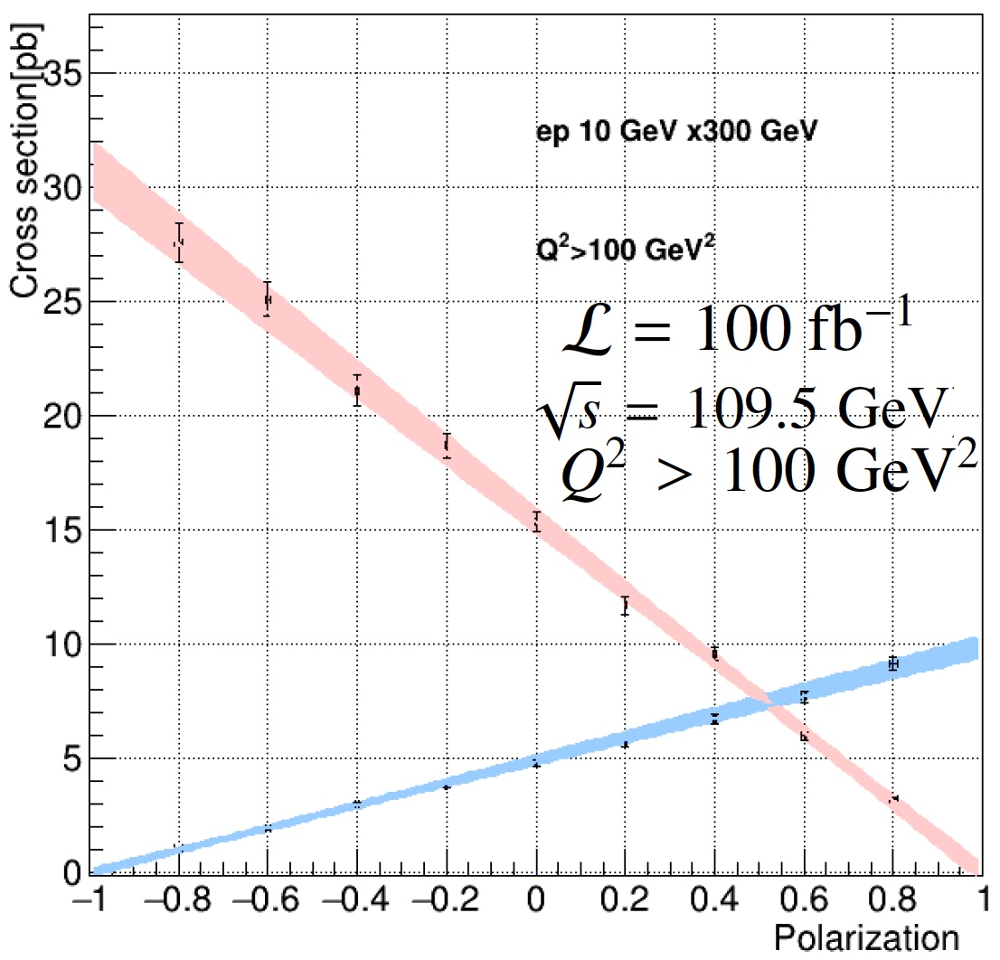 Cross section[pb]
35
30
25
20
15
10
5
0
ep 10 GeV x300 GeV
Q²>100 GeV²
ℒ = 100 fb⁻¹
√s = 109.5 GeV
Q² > 100 GeV²
−1 −0.8 −0.6 −0.4 −0.2 0 0.2 0.4 0.6 0.8 1
Polarization